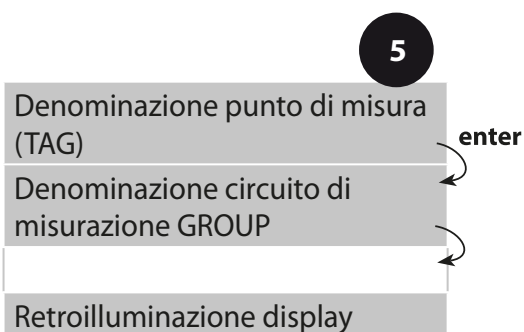 5
Denominazione punto di misura
(TAG)
enter
Denominazione circuito di
misurazione GROUP
Retroilluminazione display